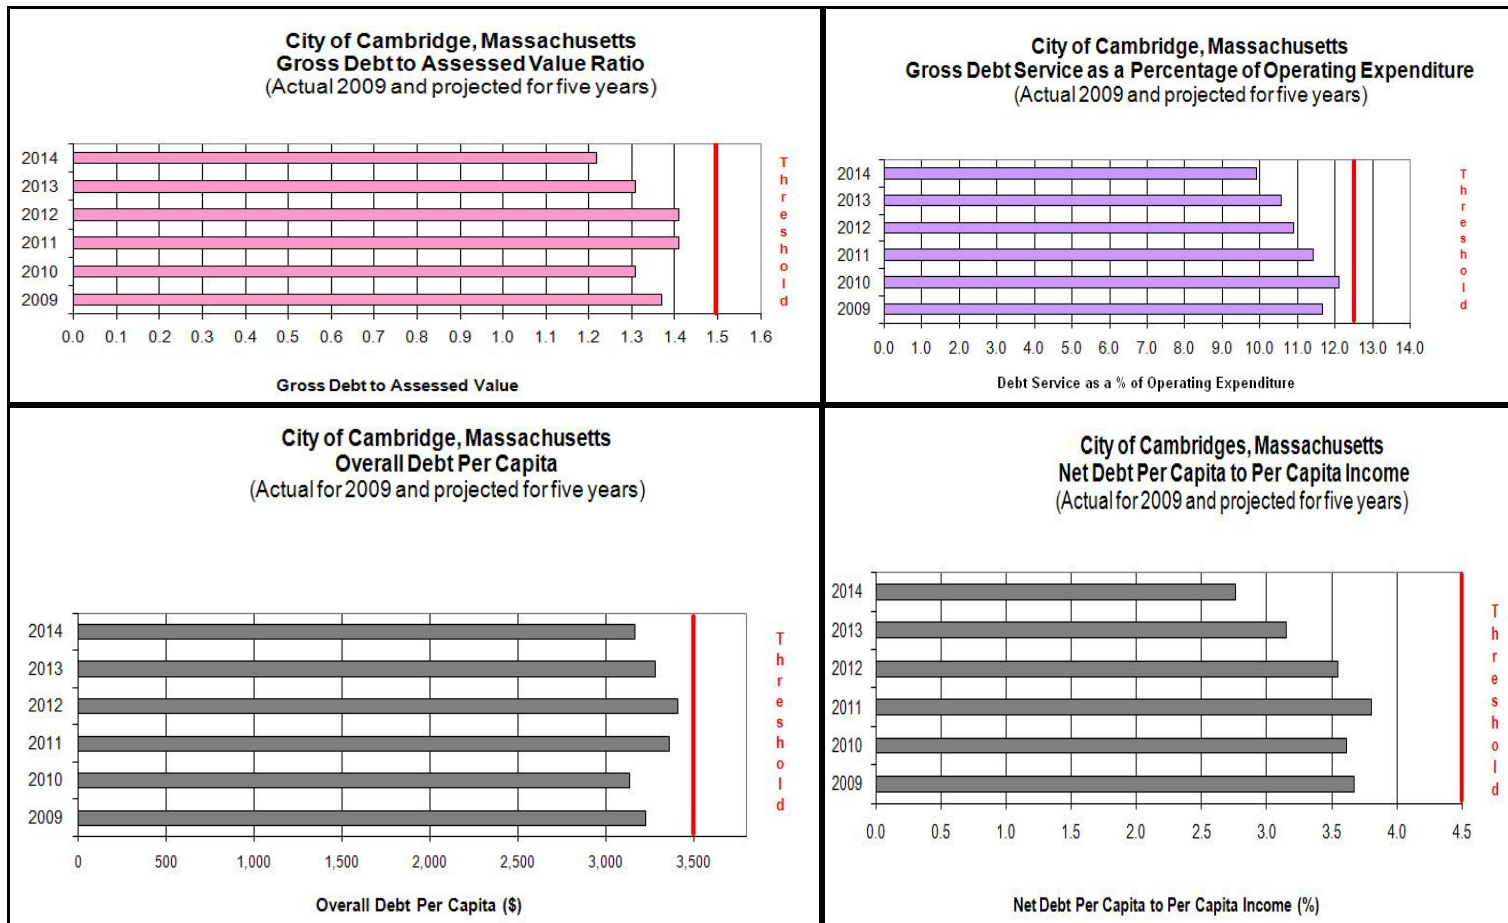 City of Cambridge, Massachusetts
Gross Debt to Assessed Value Ratio
(Actual 2009 and projected for five years)
2014
2013
2012
2011
2010
2009
0.0 0.1 0.2 0.3 0.4 0.5 0.6 0.7 0.8 0.9 1.0 1.1 1.2 1.3 1.4 1.5 1.6
Threshold
Gross Debt to Assessed Value
City of Cambridge, Massachusetts
Gross Debt Service as a Percentage of Operating Expenditure
(Actual 2009 and projected for five years)
2014
2013
2012
2011
2010
2009
0.0 1.0 2.0 3.0 4.0 5.0 6.0 7.0 8.0 9.0 10.0 11.0 12.0 13.0 14.0
Threshold
Debt Service as a % of Operating Expenditure
City of Cambridge, Massachusetts
Overall Debt Per Capita
(Actual for 2009 and projected for five years)
2014
2013
2012
2011
2010
2009
0 500 1,000 1,500 2,000 2,500 3,000 3,500
Threshold
Overall Debt Per Capita ($)
City of Cambridges, Massachusetts
Net Debt Per Capita to Per Capita Income
(Actual for 2009 and projected for five years)
2014
2013
2012
2011
2010
2009
0.0 0.5 1.0 1.5 2.0 2.5 3.0 3.5 4.0 4.5
Threshold
Net Debt Per Capita to Per Capita Income (%)